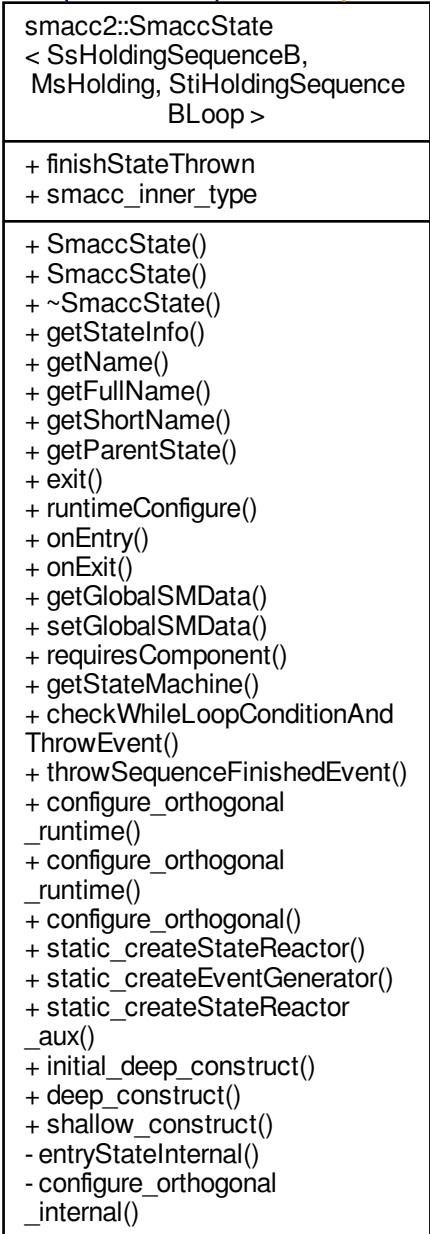 smacc2::SmaccState
< SsHoldingSequenceB,
MsHolding, StiHoldingSequence
BLoop >
+ finishStateThrown
+ smacc_inner_type
+ SmaccState()
+ SmaccState()
+ ~SmaccState()
+ getStateInfo()
+ getName()
+ getFullName()
+ getShortName()
+ getParentState()
+ exit()
+ runtimeConfigure()
+ onEntry()
+ onExit()
+ getGlobalSMData()
+ setGlobalSMData()
+ requiresComponent()
+ getStateMachine()
+ checkWhileLoopConditionAnd
ThrowEvent()
+ throwSequenceFinishedEvent()
+ configure_orthogonal
_runtime()
+ configure_orthogonal
_runtime()
+ configure_orthogonal()
+ static_createStateReactor()
+ static_createEventGenerator()
+ static_createStateReactor
_aux()
+ initial_deep_construct()
+ deep_construct()
+ shallow_construct()
- entryStateInternal()
- configure_orthogonal
_internal()